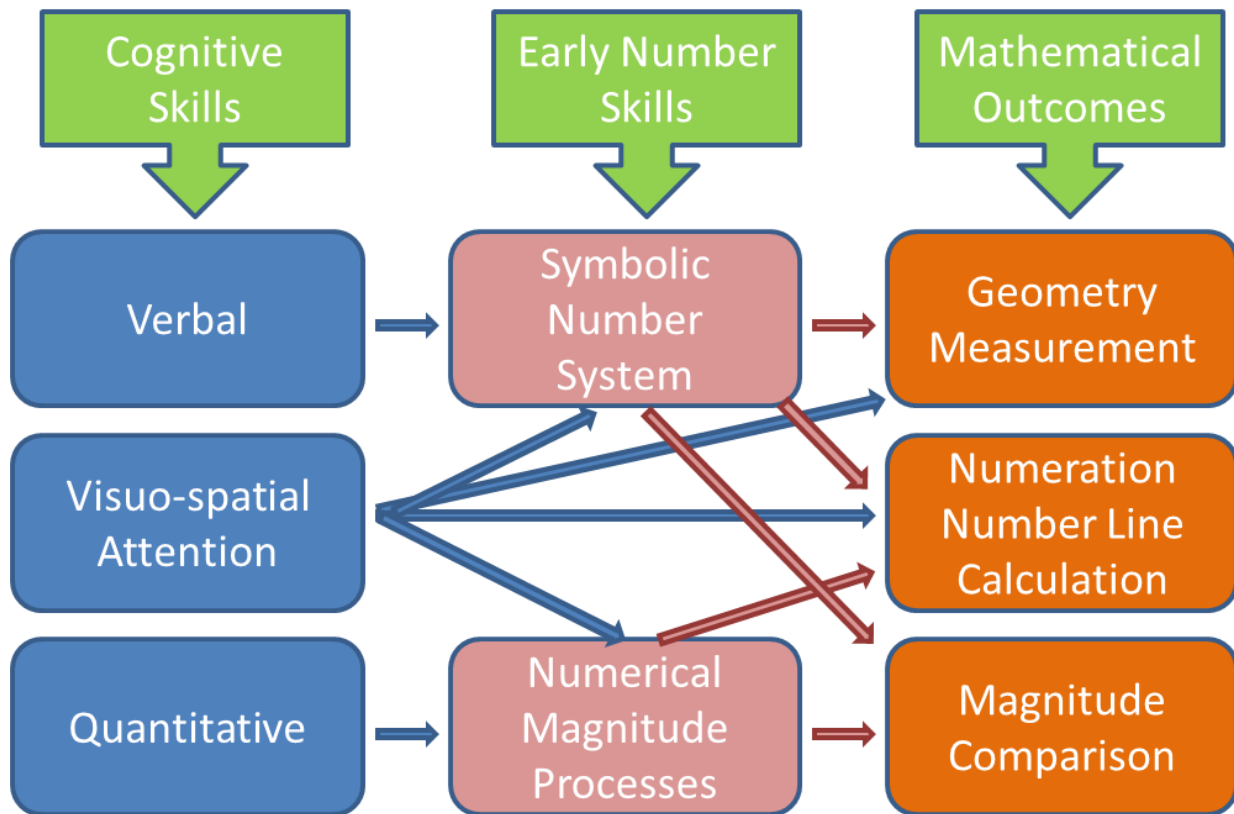 Cognitive
Skills
Early Number
Skills
Mathematical
Outcomes
Verbal
Symbolic
Number
System
Geometry
Measurement
Visuo-spatial
Attention
Numeration
Number Line
Calculation
Quantitative
Numerical
Magnitude
Processes
Magnitude
Comparison